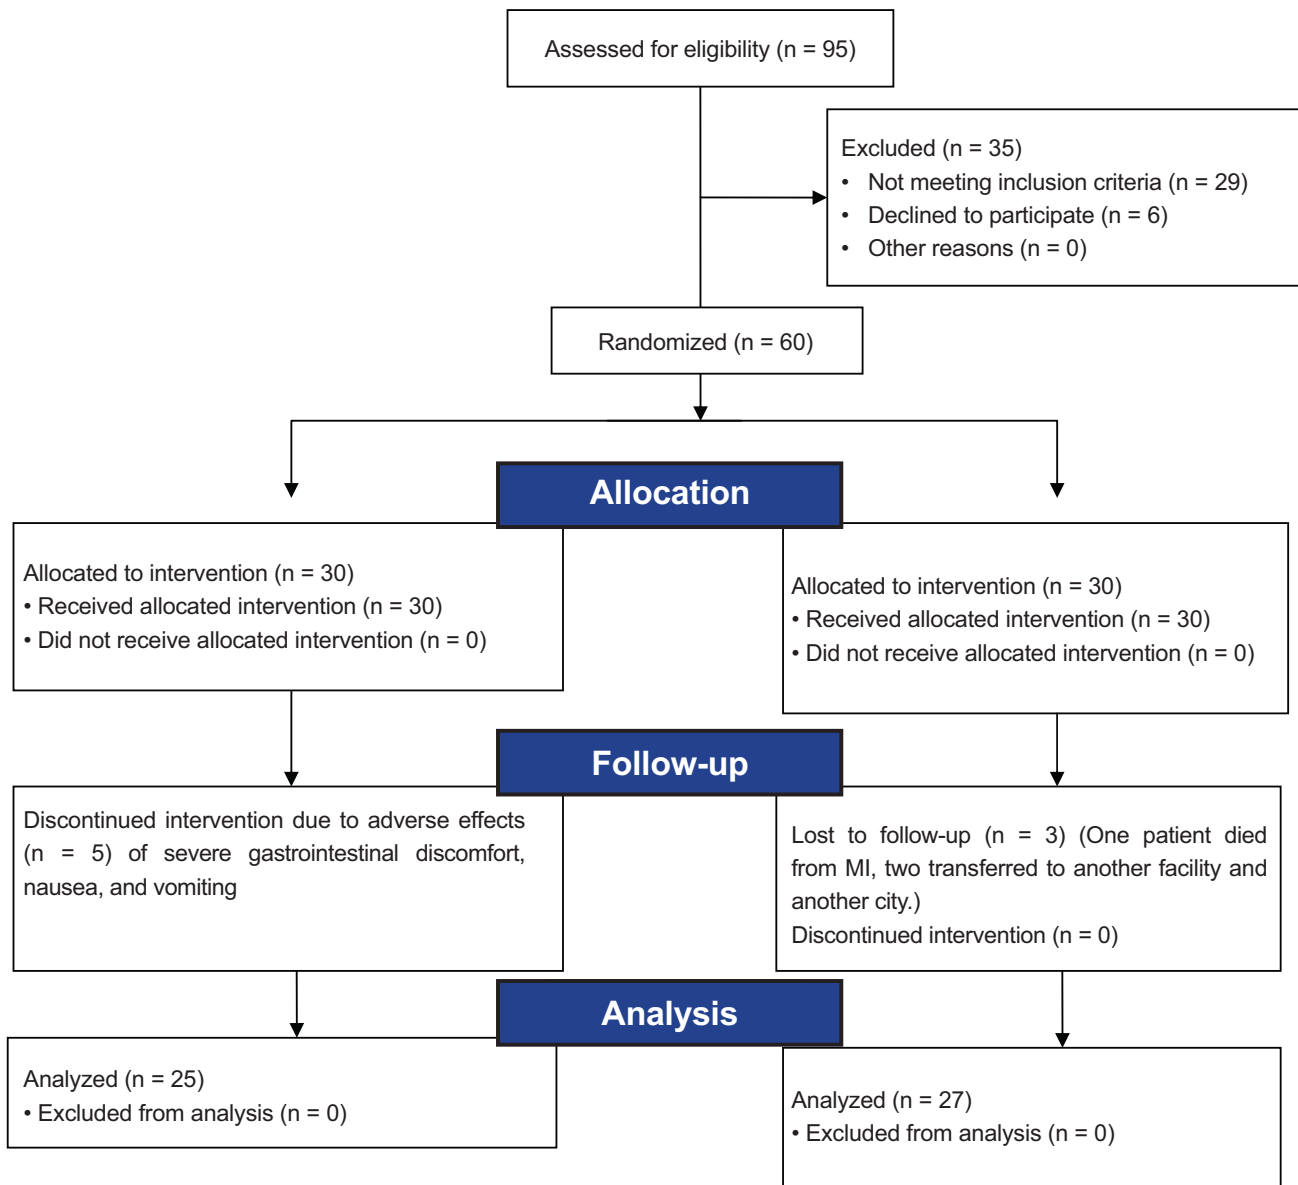 Assessed for eligibility (n = 95)
Excluded (n = 35)
• Not meeting inclusion criteria (n = 29)
• Declined to participate (n = 6)
• Other reasons (n = 0)
Randomized (n = 60)
Allocation
Allocated to intervention (n = 30)
• Received allocated intervention (n = 30)
• Did not receive allocated intervention (n = 0)
Allocated to intervention (n = 30)
• Received allocated intervention (n = 30)
• Did not receive allocated intervention (n = 0)
Follow-up
Discontinued intervention due to adverse effects
(n = 5) of severe gastrointestinal discomfort,
nausea, and vomiting
Lost to follow-up (n = 3) (One patient died
from MI, two transferred to another facility and
another city.)
Discontinued intervention (n = 0)
Analysis
Analyzed (n = 25)
• Excluded from analysis (n = 0)
Analyzed (n = 27)
• Excluded from analysis (n = 0)